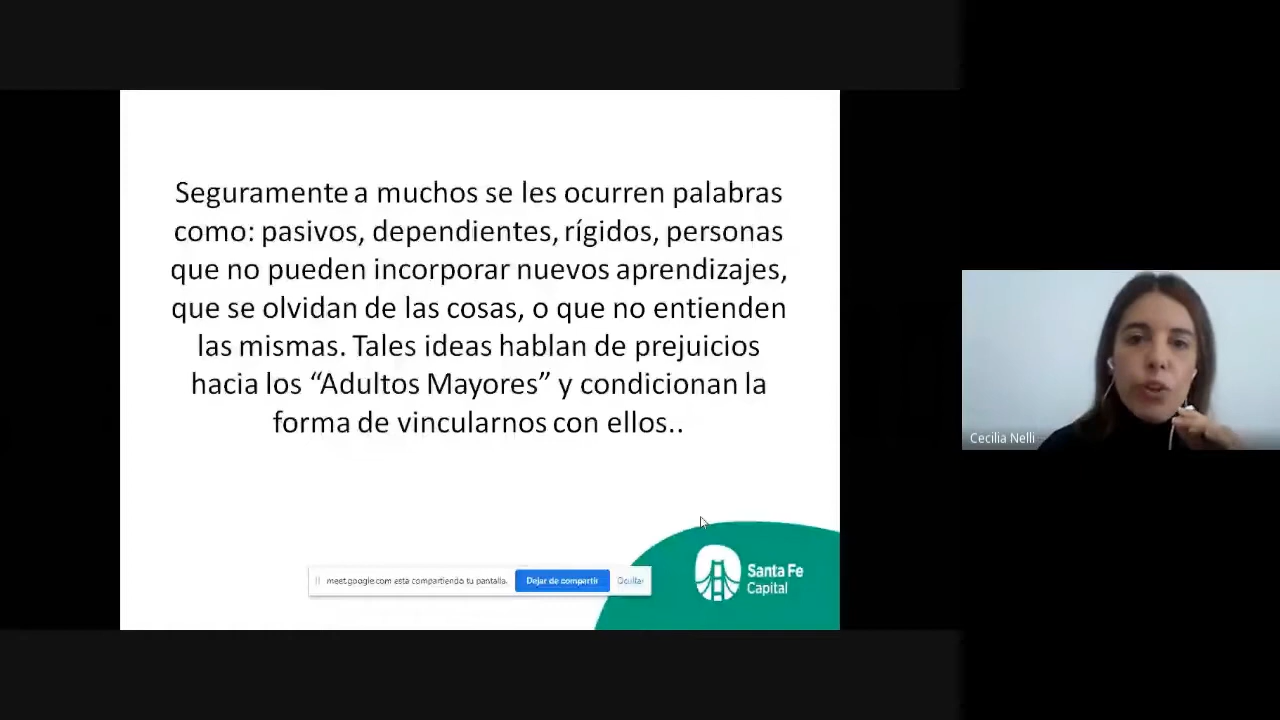 Seguramente a muchos se les ocurren palabras
como: pasivos, dependientes, rígidos, personas
que no pueden incorporar nuevos aprendizajes,
que se olvidan de las cosas, o que no entienden
las mismas. Tales ideas hablan de prejuicios
hacia los “Adultos Mayores” y condicionan la
forma de vincularnos con ellos..
Cecilia Nelli
meet.google.com está compartiendo tu pantalla.
Dejar de compartir
Ocultar
Santa Fe
Capital